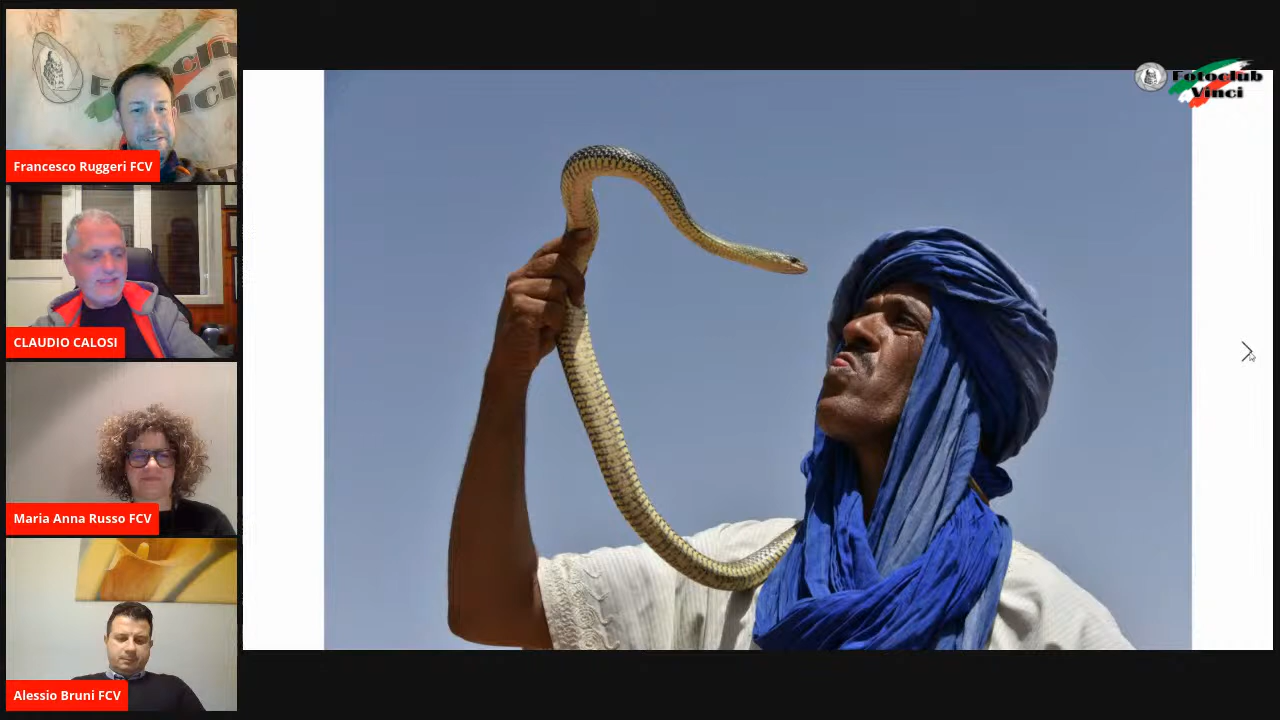 Francesco Ruggeri FCV
CLAUDIO CALOSI
Maria Anna Russo FCV
Alessio Bruni FCV
Fotoclub
Vinci